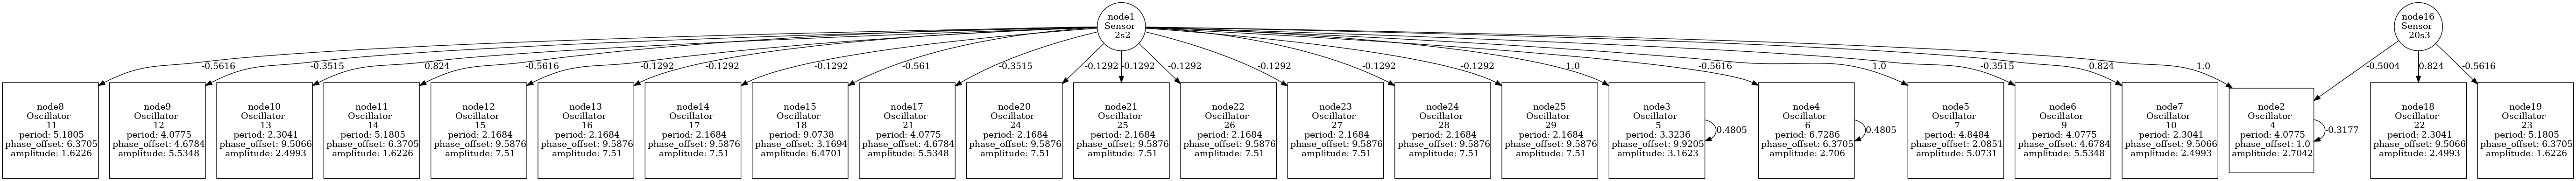 node1
Sensor
2s2
node16
Sensor
20s3
-0.5616
-0.3515
0.824
-0.5616
-0.1292
-0.1292
-0.1292
-0.561
-0.3515
-0.1292
-0.1292
-0.1292
-0.1292
-0.1292
-0.1292
1.0
-0.5616
1.0
-0.3515
0.824
1.0
-0.5004
0.824
-0.5616
node8
Oscillator
11
period: 5.1805
phase_offset: 6.3705
amplitude: 1.6226
node9
Oscillator
12
period: 4.0775
phase_offset: 4.6784
amplitude: 5.5348
node10
Oscillator
13
period: 2.3041
phase_offset: 9.5066
amplitude: 2.4993
node11
Oscillator
14
period: 5.1805
phase_offset: 6.3705
amplitude: 1.6226
node12
Oscillator
15
period: 2.1684
phase_offset: 9.5876
amplitude: 7.51
node13
Oscillator
16
period: 2.1684
phase_offset: 9.5876
amplitude: 7.51
node14
Oscillator
17
period: 2.1684
phase_offset: 9.5876
amplitude: 7.51
node15
Oscillator
18
period: 9.0738
phase_offset: 3.1694
amplitude: 6.4701
node17
Oscillator
21
period: 4.0775
phase_offset: 4.6784
amplitude: 5.5348
node20
Oscillator
24
period: 2.1684
phase_offset: 9.5876
amplitude: 7.51
node21
Oscillator
25
period: 2.1684
phase_offset: 9.5876
amplitude: 7.51
node22
Oscillator
26
period: 2.1684
phase_offset: 9.5876
amplitude: 7.51
node23
Oscillator
27
period: 2.1684
phase_offset: 9.5876
amplitude: 7.51
node24
Oscillator
28
period: 2.1684
phase_offset: 9.5876
amplitude: 7.51
node25
Oscillator
29
period: 2.1684
phase_offset: 9.5876
amplitude: 7.51
node3
Oscillator
5
period: 3.3236
phase_offset: 9.9205
amplitude: 3.1623
0.4805
node4
Oscillator
6
period: 6.7286
phase_offset: 6.3705
amplitude: 2.706
0.4805
node5
Oscillator
7
period: 4.8484
phase_offset: 2.0851
amplitude: 5.0731
node6
Oscillator
9
period: 4.0775
phase_offset: 4.6784
amplitude: 5.5348
node7
Oscillator
10
period: 2.3041
phase_offset: 9.5066
amplitude: 2.4993
node2
Oscillator
4
period: 4.0775
phase_offset: 1.0
amplitude: 2.7042
-0.3177
node18
Oscillator
22
period: 2.3041
phase_offset: 9.5066
amplitude: 2.4993
node19
Oscillator
23
period: 5.1805
phase_offset: 6.3705
amplitude: 1.6226